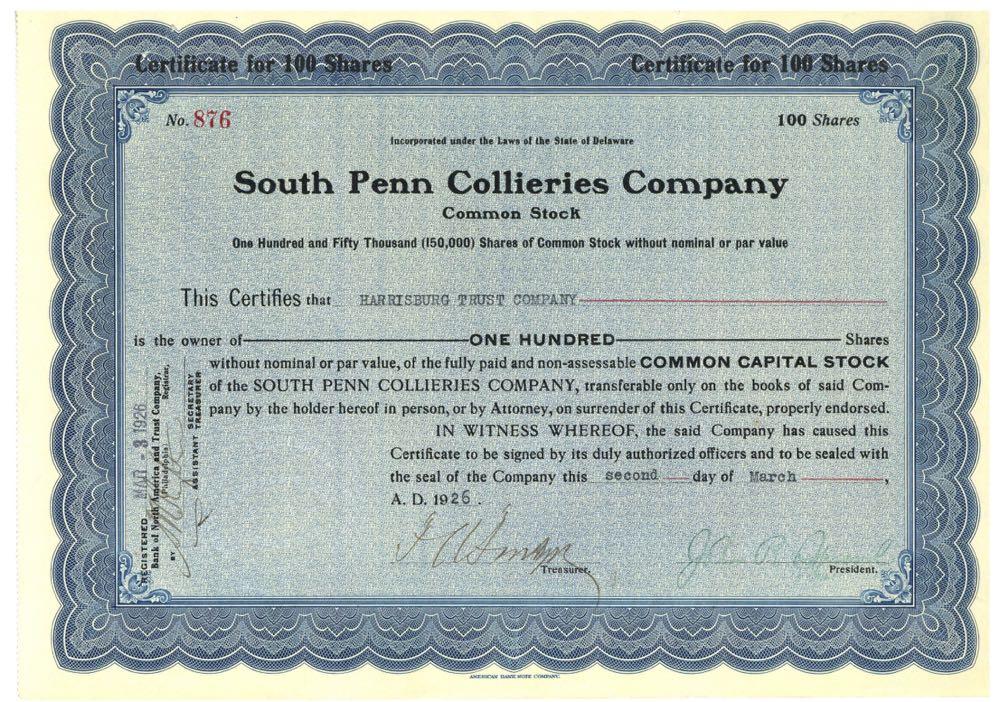 Certificate for 100 Shares Certificate for 100 Shares
No. 876 100 Shares
Incorporated under the Laws of the State of Delaware
South Penn Collieries Company
Common Stock
One Hundred and Fifty Thousand (150,000) Shares of Common Stock without nominal or par value
This Certifies that HARRISBURG TRUST COMPANY
is the owner of ONE HUNDRED Shares
without nominal or par value, of the fully paid and non-assessable COMMON CAPITAL STOCK
of the SOUTH PENN COLLIERIES COMPANY, transferable only on the books of said Com-
pany by the holder hereof in person, or by Attorney, on surrender of this Certificate, properly endorsed.
IN WITNESS WHEREOF, the said Company has caused this
Certificate to be signed by its duly authorized officers and to be sealed with
the seal of the Company this second day of March,
A. D. 1926.
Treasurer.
President.
REGISTERED MAR -3 1926
Bank of North America and Trust Company,
Philadelphia Registrar,
BY
SECRETARY
ASSISTANT TREASURER
AMERICAN BANK NOTE COMPANY.